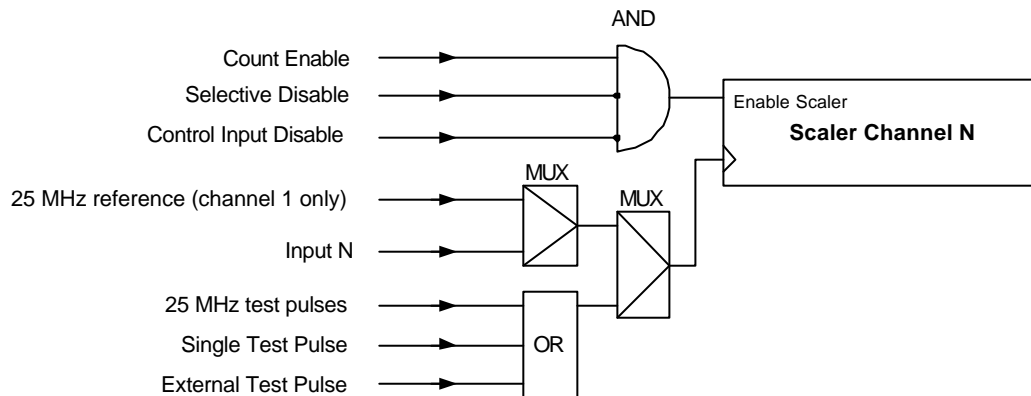 AND
Count Enable
Selective Disable
Control Input Disable
Enable Scaler
Scaler Channel N
MUX
25 MHz reference (channel 1 only)
MUX
Input N
25 MHz test pulses
Single Test Pulse
OR
External Test Pulse